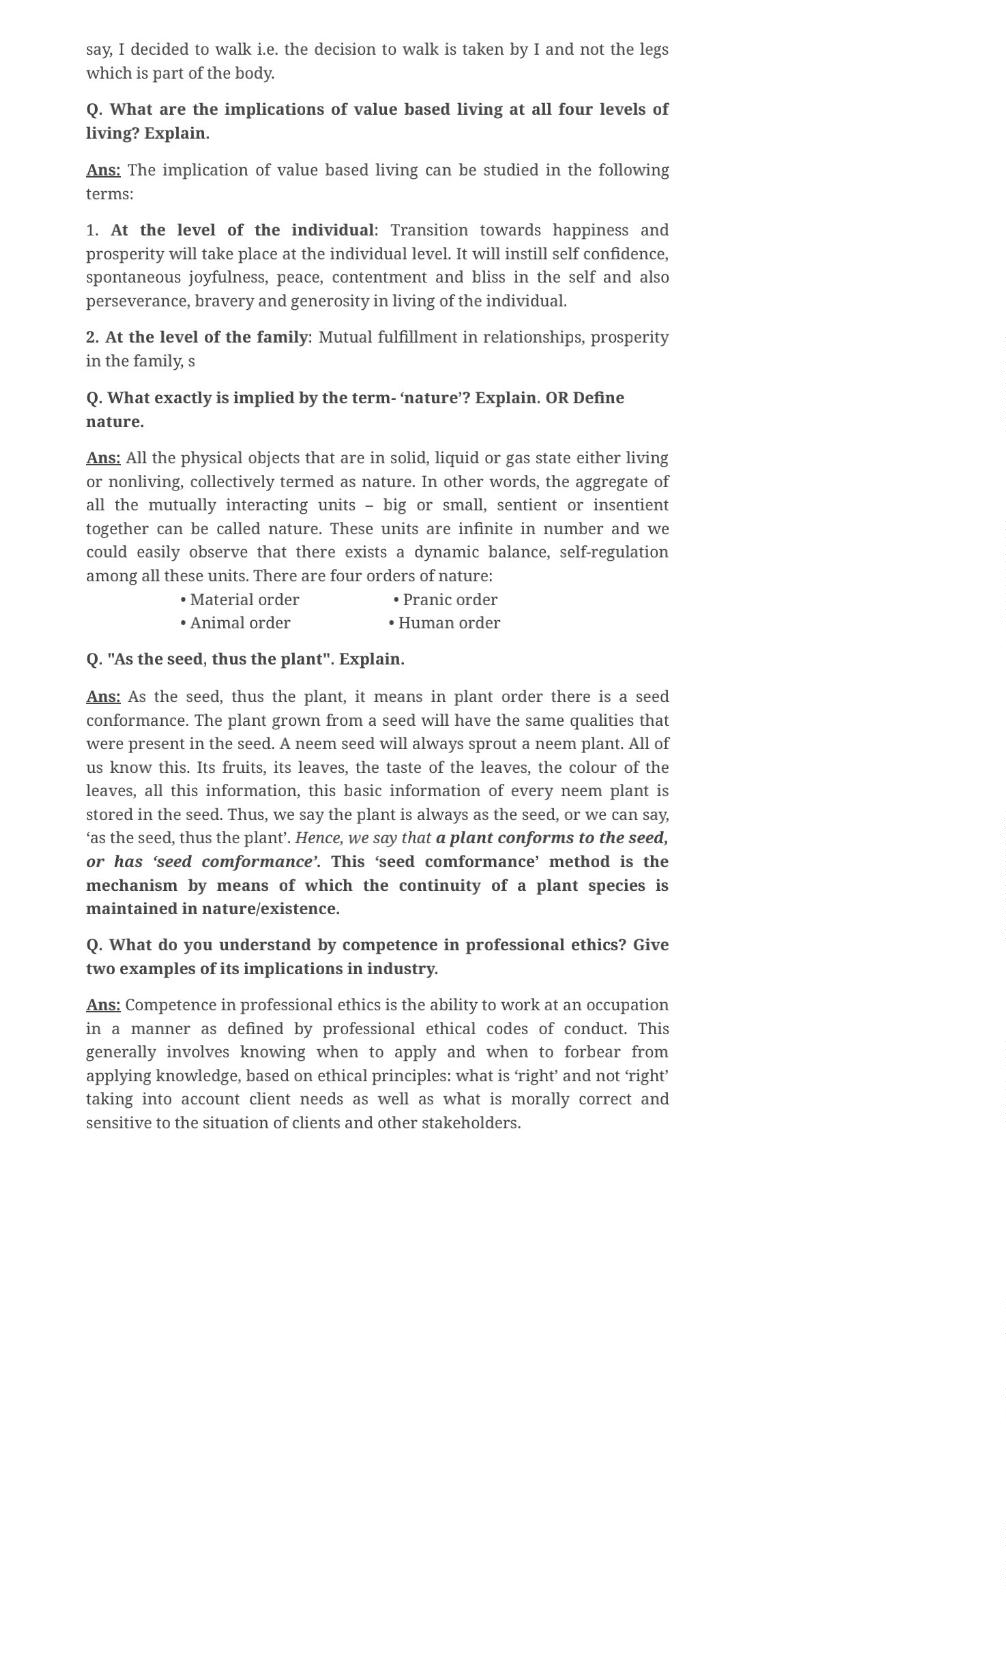 say, I decided to walk i.e. the decision to walk is taken by I and not the legs
which is part of the body.
Q. What are the implications of value based living at all four levels of
living? Explain.
Ans: The implication of value based living can be studied in the following
terms:
1. At the level of the individual: Transition towards happiness and
prosperity will take place at the individual level. It will instill self confidence,
spontaneous joyfulness, peace, contentment and bliss in the self and also
perseverance, bravery and generosity in living of the individual.
2. At the level of the family: Mutual fulfillment in relationships, prosperity
in the family, s
Q. What exactly is implied by the term- ‘nature’? Explain. OR Define
nature.
Ans: All the physical objects that are in solid, liquid or gas state either living
or nonliving, collectively termed as nature. In other words, the aggregate of
all the mutually interacting units – big or small, sentient or insentient
together can be called nature. These units are infinite in number and we
could easily observe that there exists a dynamic balance, self-regulation
among all these units. There are four orders of nature:
• Material order • Pranic order
• Animal order • Human order
Q. "As the seed, thus the plant". Explain.
Ans: As the seed, thus the plant, it means in plant order there is a seed
conformance. The plant grown from a seed will have the same qualities that
were present in the seed. A neem seed will always sprout a neem plant. All of
us know this. Its fruits, its leaves, the taste of the leaves, the colour of the
leaves, all this information, this basic information of every neem plant is
stored in the seed. Thus, we say the plant is always as the seed, or we can say,
‘as the seed, thus the plant’. Hence, we say that a plant conforms to the seed,
or has ‘seed comformance’. This ‘seed comformance’ method is the
mechanism by means of which the continuity of a plant species is
maintained in nature/existence.
Q. What do you understand by competence in professional ethics? Give
two examples of its implications in industry.
Ans: Competence in professional ethics is the ability to work at an occupation
in a manner as defined by professional ethical codes of conduct. This
generally involves knowing when to apply and when to forbear from
applying knowledge, based on ethical principles: what is ‘right’ and not ‘right’
taking into account client needs as well as what is morally correct and
sensitive to the situation of clients and other stakeholders.